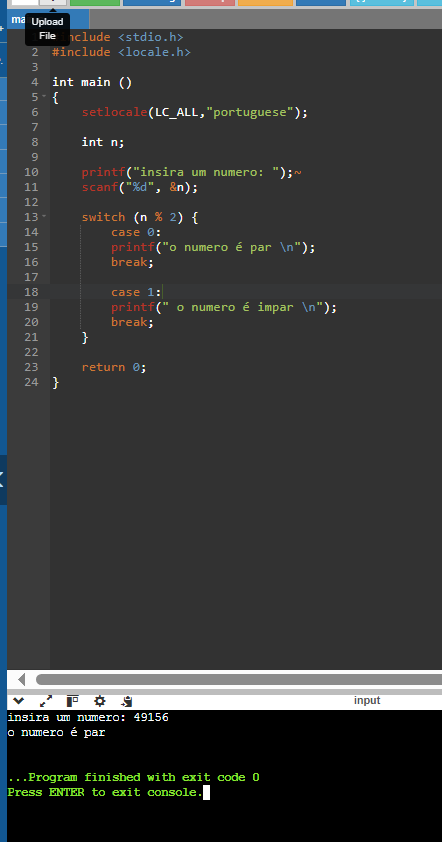 Upload
File
#include <stdio.h>
2 #include <locale.h>
3
4 int main ()
5 {
6 setlocale(LC_ALL,"portuguese");
7
8 int n;
9
10 printf("insira um numero: ");~
11 scanf("%d", &n);
12
13 switch (n % 2) {
14 case 0:
15 printf("o numero é par \n");
16 break;
17
18 case 1:
19 printf(" o numero é impar \n");
20 break;
21 }
22
23 return 0;
24 }
input
insira um numero: 49156
o numero é par
...Program finished with exit code 0
Press ENTER to exit console.